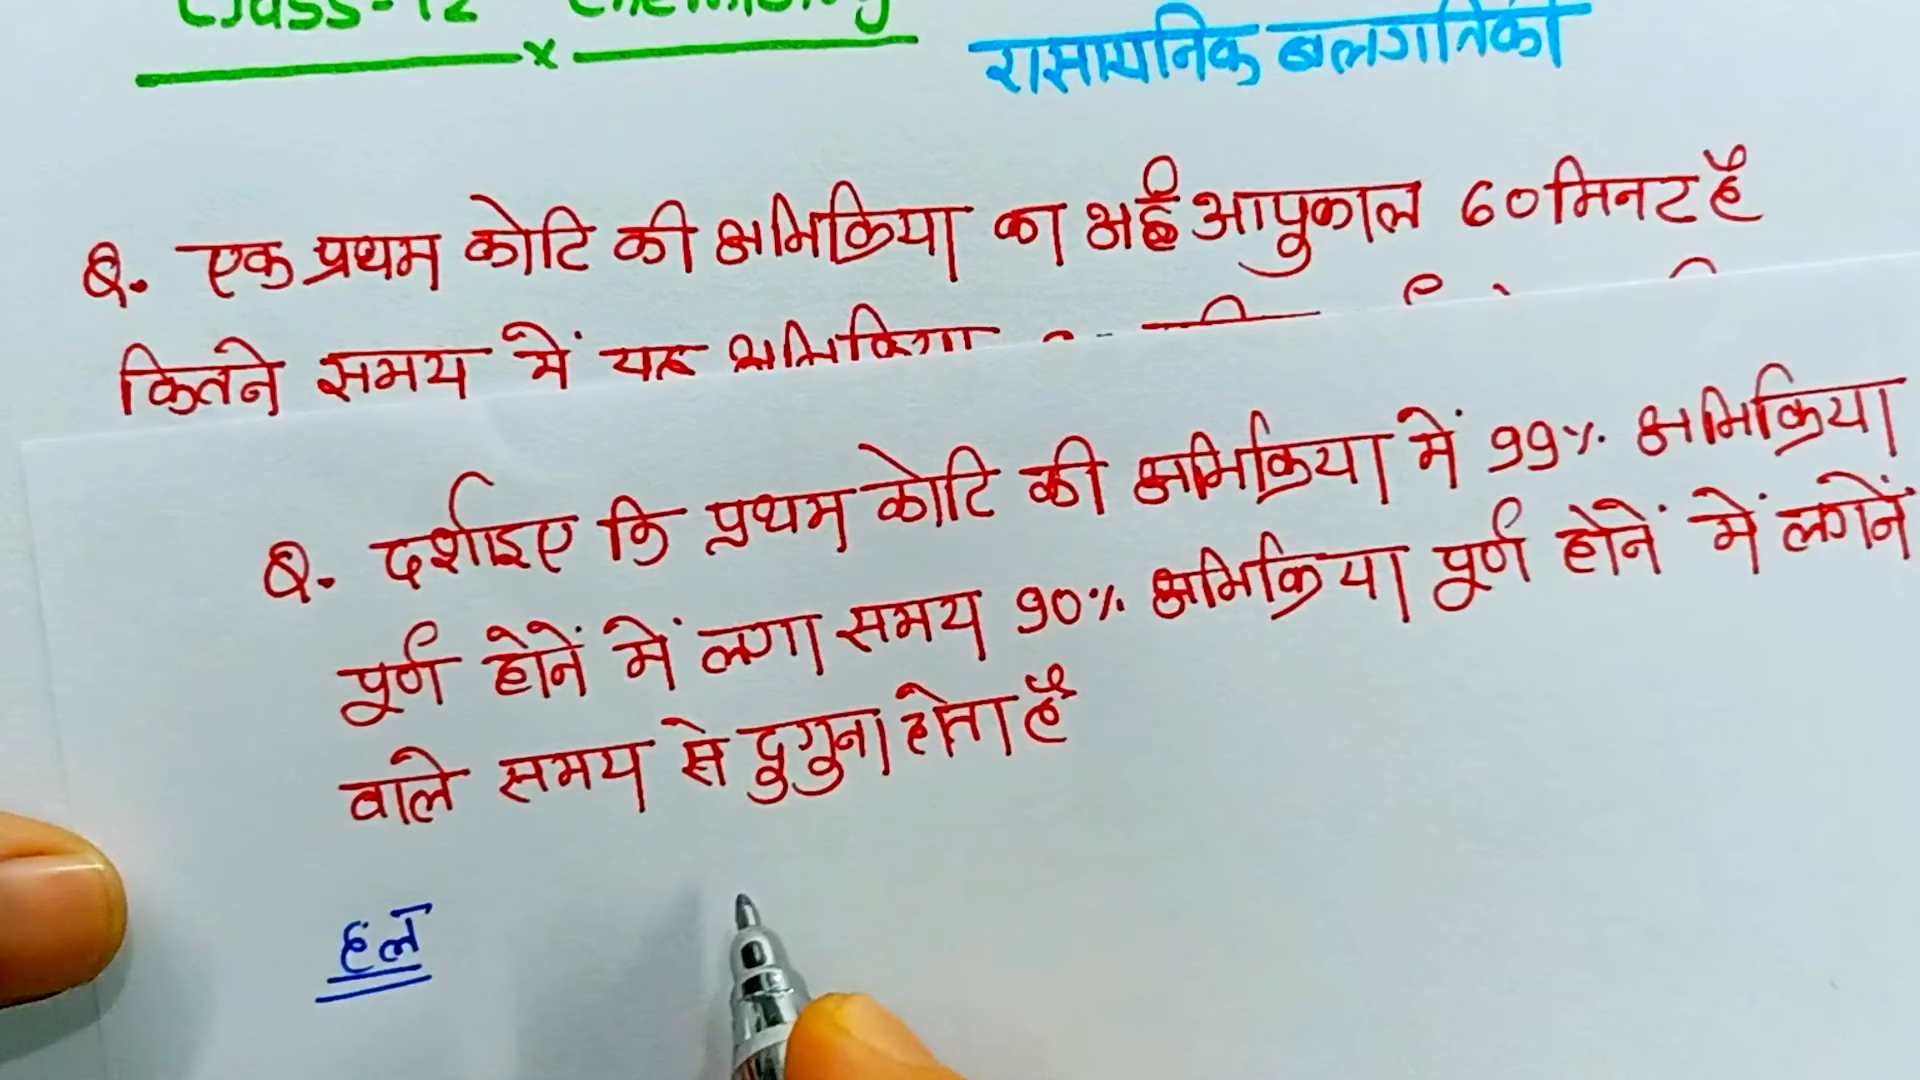 Class-12 Chemistry
रासायनिक बलगतिकी
Q. एक प्रथम कोटि की अभिक्रिया का अर्द्ध आयुकाल 60 मिनट है
कितने समय में यह अभिक्रिया
Q. दर्शाइए कि प्रथम कोटि की अभिक्रिया में 99% अभिक्रिया
पूर्ण होनें में लगा समय 90% अभिक्रिया पूर्ण होनें में लगनें
वाले समय से दुगुना होता है
हल